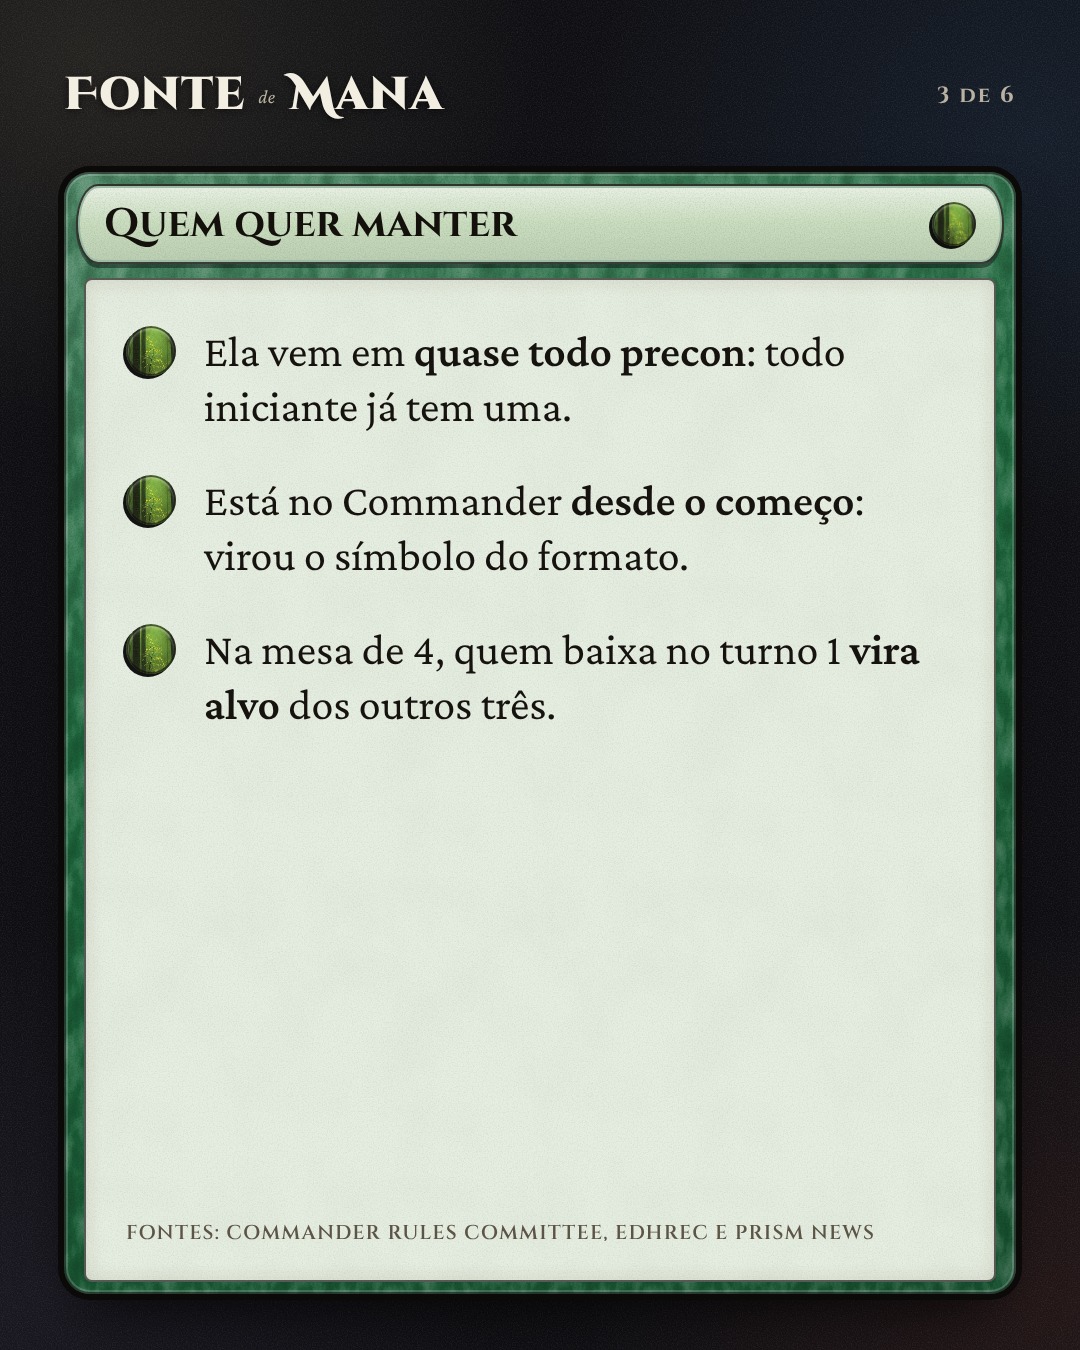 Fonte de Mana
3 de 6
Quem quer manter
Ela vem em quase todo precon: todo
iniciante já tem uma.
Está no Commander desde o começo:
virou o símbolo do formato.
Na mesa de 4, quem baixa no turno 1 vira
alvo dos outros três.
Fontes: Commander Rules Committee, EDHREC e Prism News